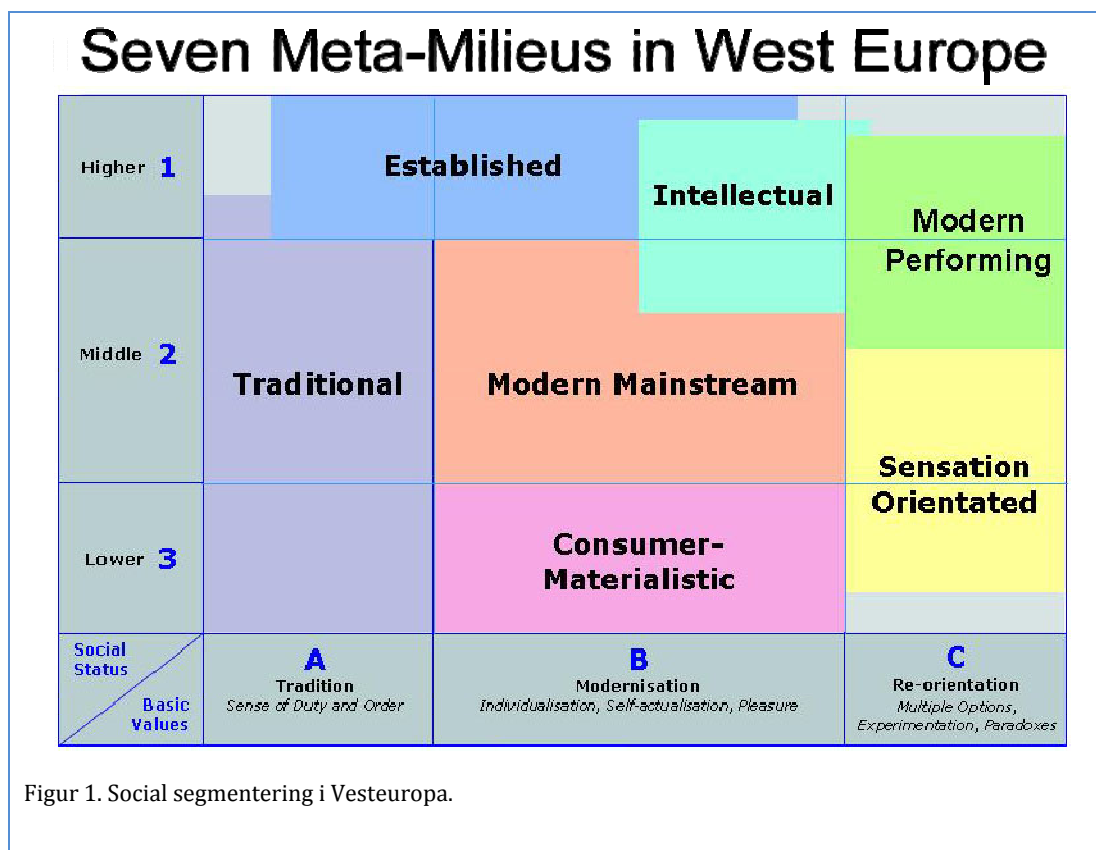 Seven Meta-Milieus in West Europe
Higher 1
Established
Intellectual
Modern
Performing
Middle 2
Traditional
Modern Mainstream
Sensation
Orientated
Lower 3
Consumer-
Materialistic
Social
Status
Basic
Values
A
Tradition
Sense of Duty and Order
B
Modernisation
Individualisation, Self-actualisation, Pleasure
C
Re-orientation
Multiple Options,
Experimentation, Paradoxes
Figur 1. Social segmentering i Vesteuropa.